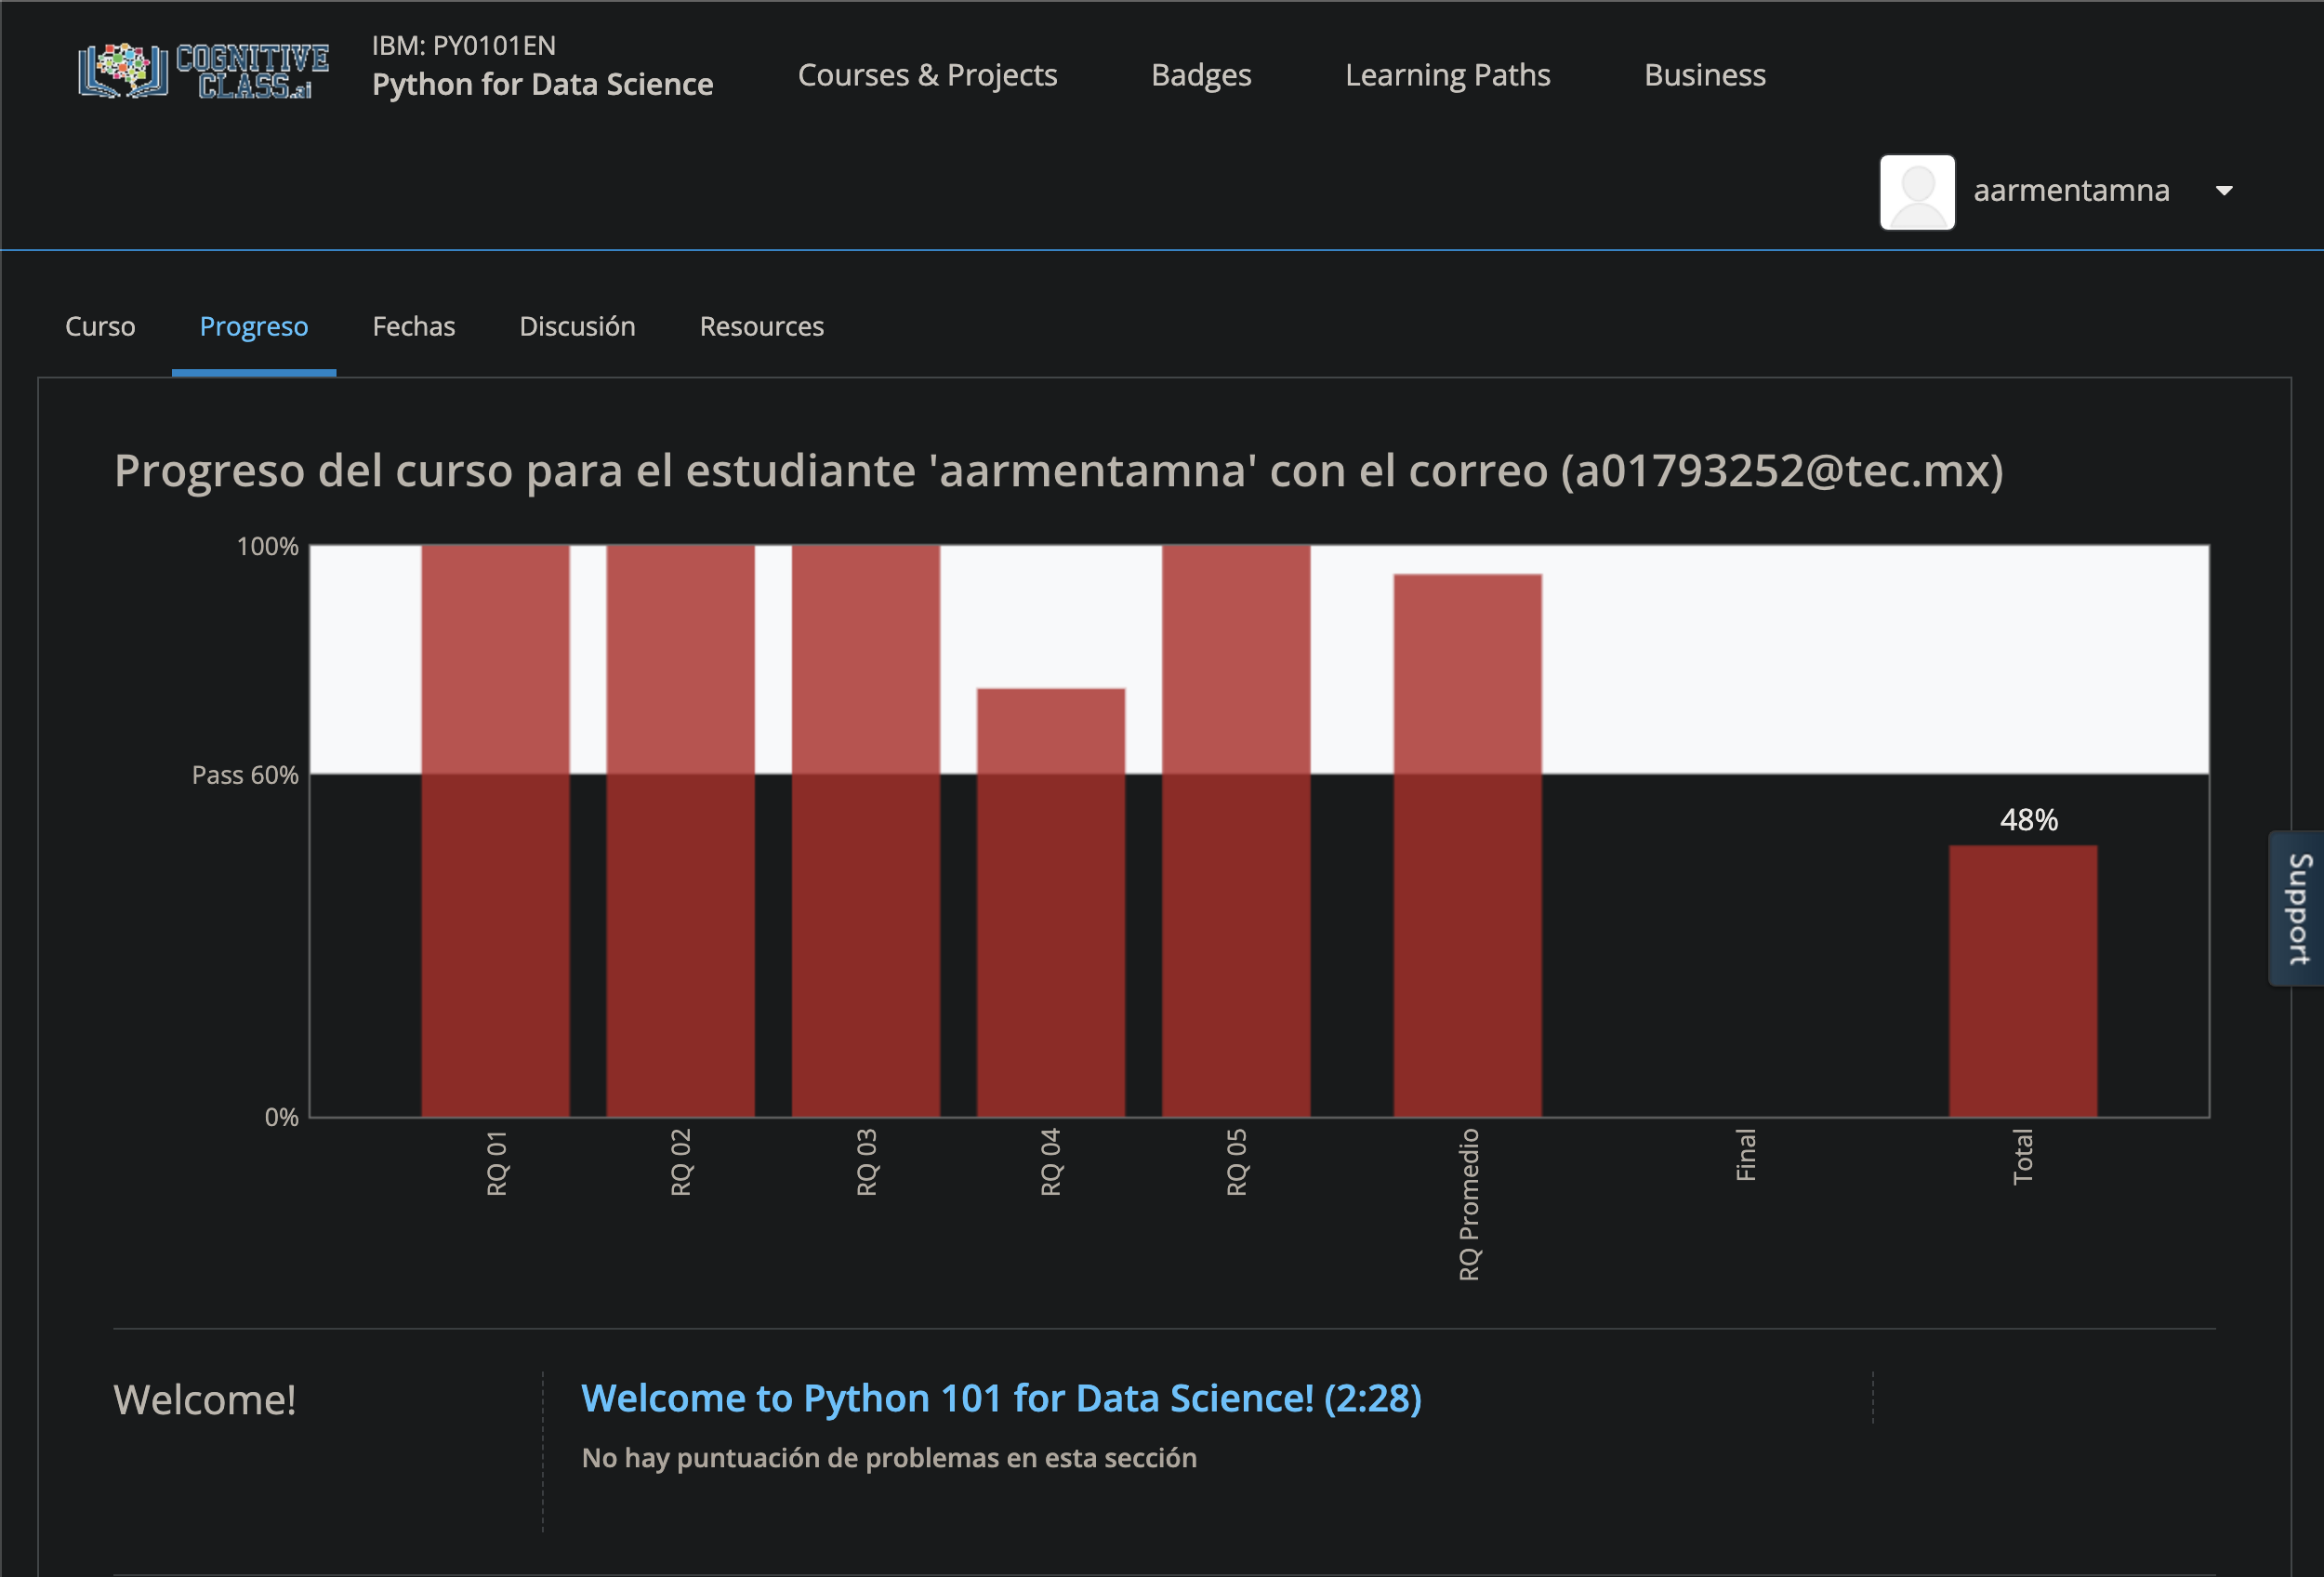 COGNITIVE
CLASS.ai
IBM: PY0101EN
Python for Data Science
Courses & Projects
Badges
Learning Paths
Business
aarmentamna
Curso
Progreso
Fechas
Discusión
Resources
Progreso del curso para el estudiante 'aarmentamna' con el correo (a01793252@tec.mx)
100%
Pass 60%
0%
48%
RQ 01
RQ 02
RQ 03
RQ 04
RQ 05
RQ Promedio
Final
Total
Support
Welcome!
Welcome to Python 101 for Data Science! (2:28)
No hay puntuación de problemas en esta sección